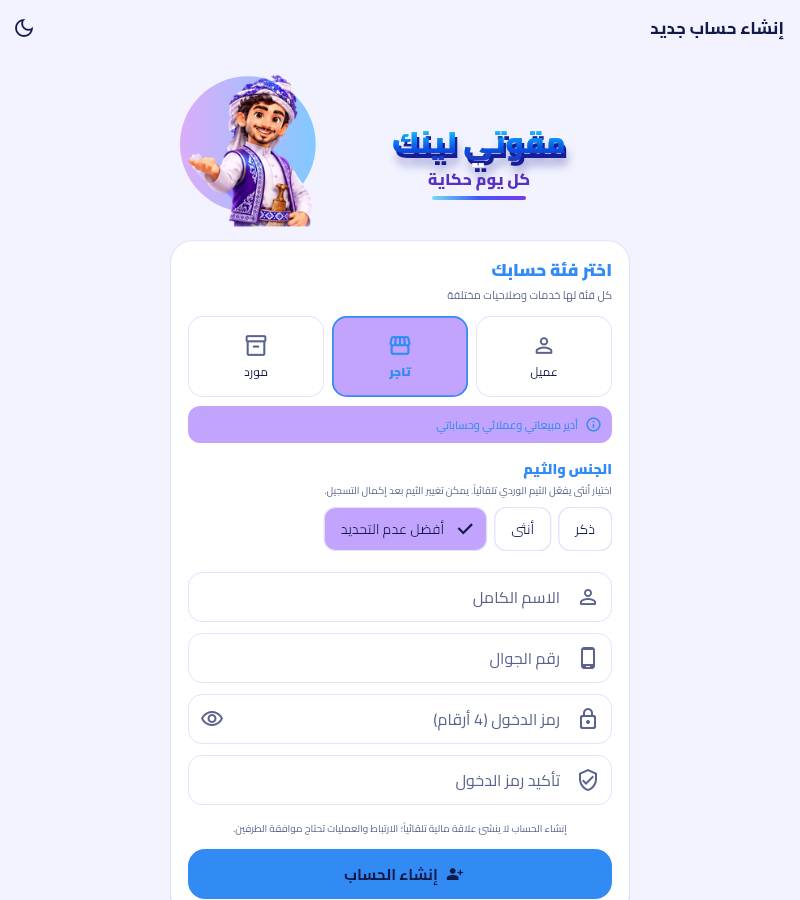 إنشاء حساب جديد
مقوتي لينك
كل يوم حكاية
اختر فئة حسابك
كل فئة لها خدمات وصلاحيات مختلفة
عميل
تاجر
مورد
أدير مبيعاتي وعملائي وحساباتي
الجنس والثيم
اختيار أنثى يفعّل الثيم الوردي تلقائياً. يمكن تغيير الثيم بعد إكمال التسجيل.
ذكر
أنثى
أفضل عدم التحديد
الاسم الكامل
رقم الجوال
رمز الدخول (4 أرقام)
تأكيد رمز الدخول
إنشاء الحساب لا ينشئ علاقة مالية تلقائياً؛ الارتباط والعمليات تحتاج موافقة الطرفين.
إنشاء الحساب